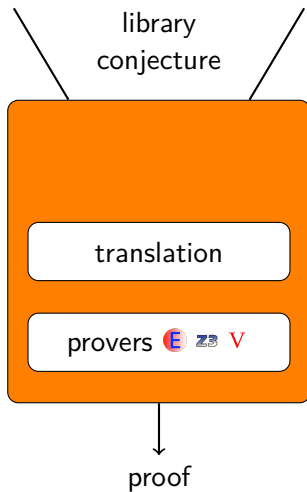 library
conjecture
translation
provers E Z3 V
proof